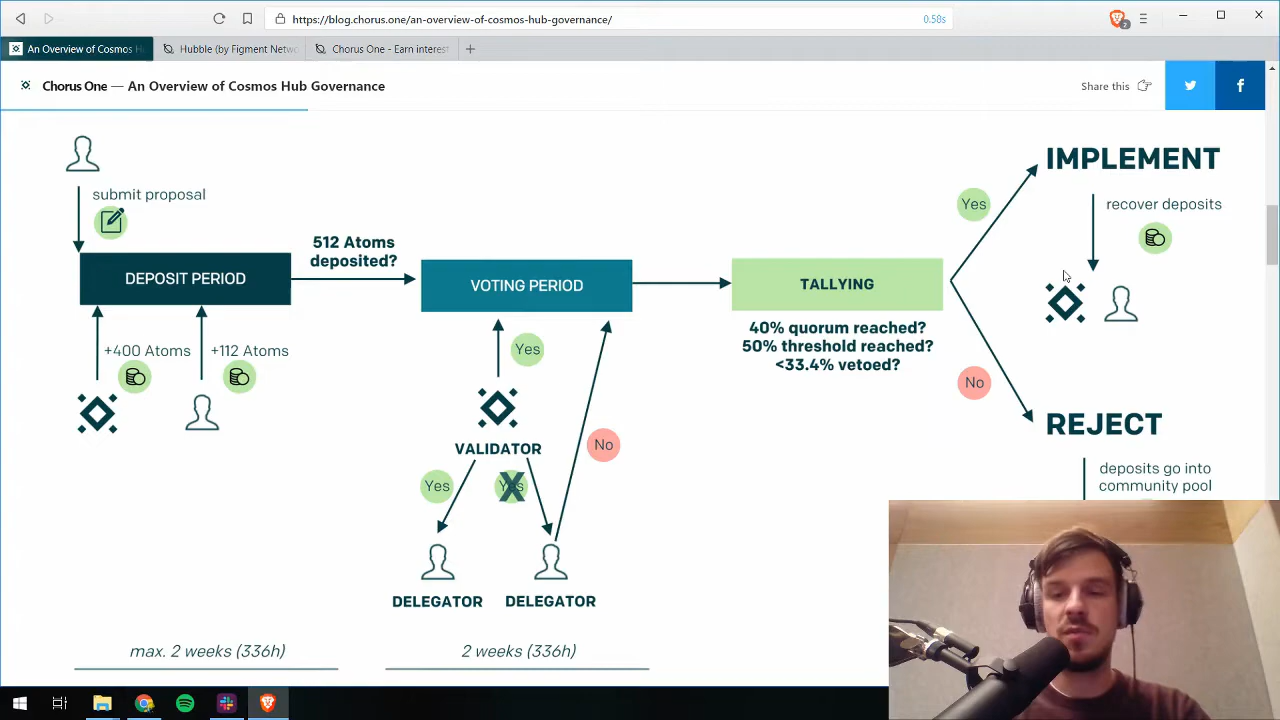 https://blog.chorus.one/an-overview-of-cosmos-hub-governance/
0.58s
2
An Overview of Cosmos H
Hubble (by Figment Netwo
Chorus One - Earn interest
Chorus One — An Overview of Cosmos Hub Governance
Share this
submit proposal
DEPOSIT PERIOD
+400 Atoms
+112 Atoms
512 Atoms
deposited?
VOTING PERIOD
Yes
VALIDATOR
Yes
Yes
No
DELEGATOR
DELEGATOR
max. 2 weeks (336h)
2 weeks (336h)
TALLYING
40% quorum reached?
50% threshold reached?
<33.4% vetoed?
Yes
No
IMPLEMENT
recover deposits
REJECT
deposits go into
community pool